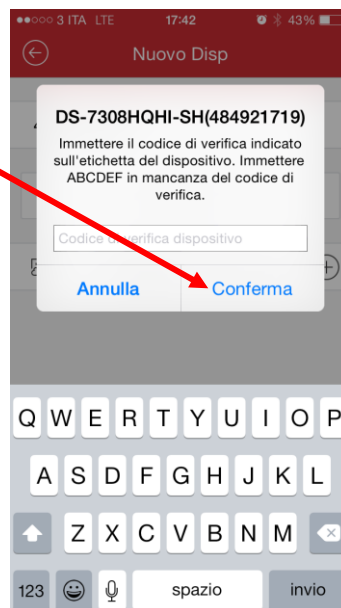 3 ITA LTE 17:42 43%
Nuovo Disp
DS-7308HQHI-SH(484921719)
Immettere il codice di verifica indicato
sull'etichetta del dispositivo. Immettere
ABCDEF in mancanza del codice di
verifica.
Codice di verifica dispositivo
Annulla Conferma
Q W E R T Y U I O P
A S D F G H J K L
Z X C V B N M
123 spazio invio